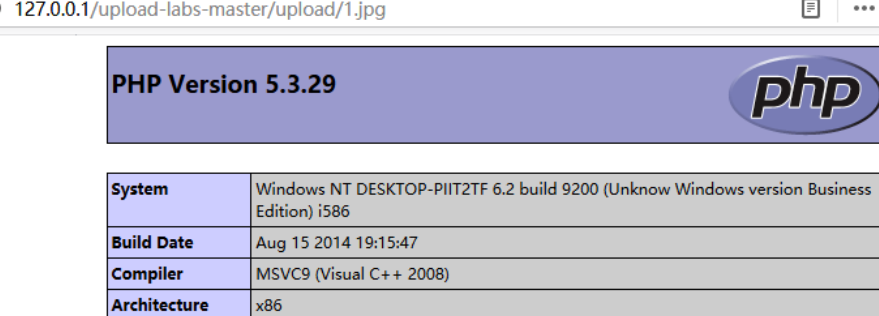 127.0.0.1/upload-labs-master/upload/1.jpg
PHP Version 5.3.29
php
System Windows NT DESKTOP-PIIT2TF 6.2 build 9200 (Unknow Windows version Business
Edition) i586
Build Date Aug 15 2014 19:15:47
Compiler MSVC9 (Visual C++ 2008)
Architecture x86